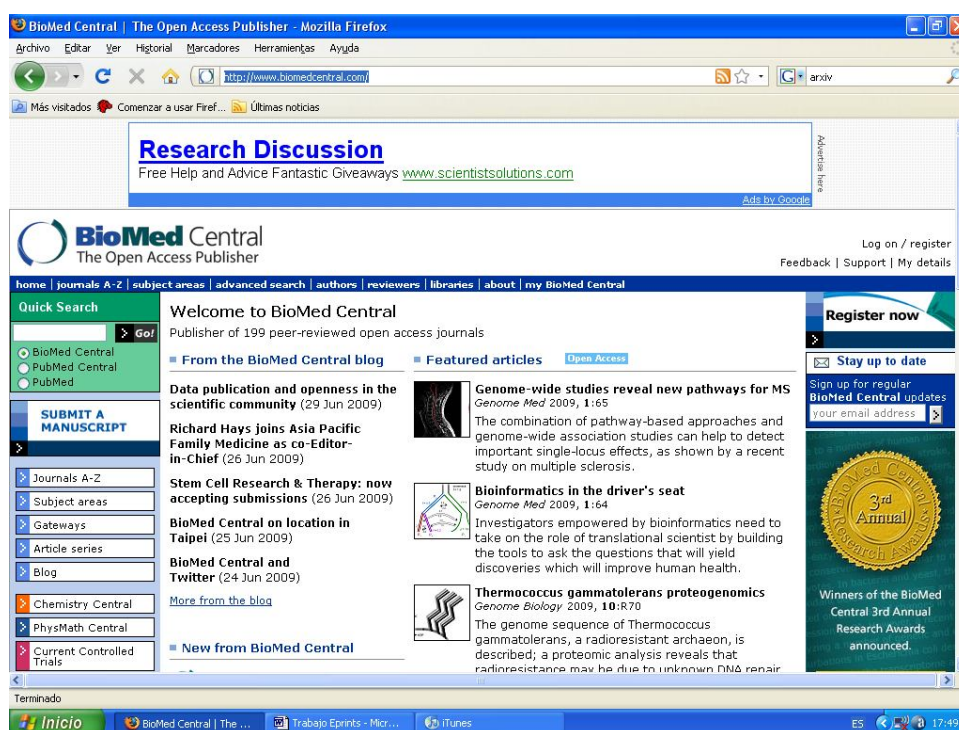 BioMed Central | The Open Access Publisher - Mozilla Firefox
Archivo Editar Ver Historial Marcadores Herramientas Ayuda
http://www.biomedcentral.com/
arxiv
Más visitados Comenzar a usar Firef... Últimas noticias
Research Discussion
Free Help and Advice Fantastic Giveaways www.scientistsolutions.com
Ads by Google
Advertise here
BioMed Central
The Open Access Publisher
Log on / register
Feedback | Support | My details
home | journals A-Z | subject areas | advanced search | authors | reviewers | libraries | about | my BioMed Central
Quick Search
Go!
BioMed Central
PubMed Central
PubMed
SUBMIT A
MANUSCRIPT
Journals A-Z
Subject areas
Gateways
Article series
Blog
Chemistry Central
PhysMath Central
Current Controlled
Trials
Welcome to BioMed Central
Publisher of 199 peer-reviewed open access journals
From the BioMed Central blog
Data publication and openness in the
scientific community (29 Jun 2009)
Richard Hays joins Asia Pacific
Family Medicine as co-Editor-
in-Chief (26 Jun 2009)
Stem Cell Research & Therapy: now
accepting submissions (26 Jun 2009)
BioMed Central on location in
Taipei (25 Jun 2009)
BioMed Central and
Twitter (24 Jun 2009)
More from the blog
New from BioMed Central
Featured articles Open Access
Genome-wide studies reveal new pathways for MS
Genome Med 2009, 1:65
The combination of pathway-based approaches and
genome-wide association studies can help to detect
important single-locus effects, as shown by a recent
study on multiple sclerosis.
Bioinformatics in the driver's seat
Genome Med 2009, 1:64
Investigators empowered by bioinformatics need to
take on the role of translational scientist by building
the tools to ask the questions that will yield
discoveries which will improve human health.
Thermococcus gammatolerans proteogenomics
Genome Biology 2009, 10:R70
The genome sequence of Thermococcus
gammatolerans, a radioresistant archaeon, is
described; a proteomic analysis reveals that
radioresistance may be due to unknown DNA repair
Register now
Stay up to date
Sign up for regular
BioMed Central updates
your email address
BioMed Central
3rd
Annual
Research Awards
Winners of the BioMed
Central 3rd Annual
Research Awards
announced.
Terminado
Inicio
BioMed Central | The ...
Trabajo Eprints - Micr...
iTunes
ES
17:49